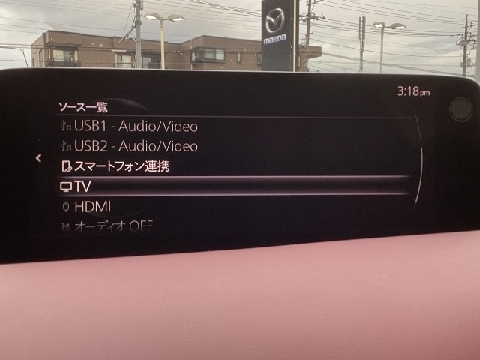 3:18pm
ソース一覧
USB1 - Audio/Video
USB2 - Audio/Video
スマートフォン連携
TV
HDMI
オーディオ OFF